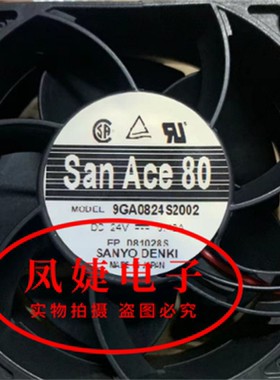 San Ace 80
MODEL 9GA0824S2002
DC 24V
EP 081028S
SANYO DENKI
凤婕电子
实物拍摄 盗图必究